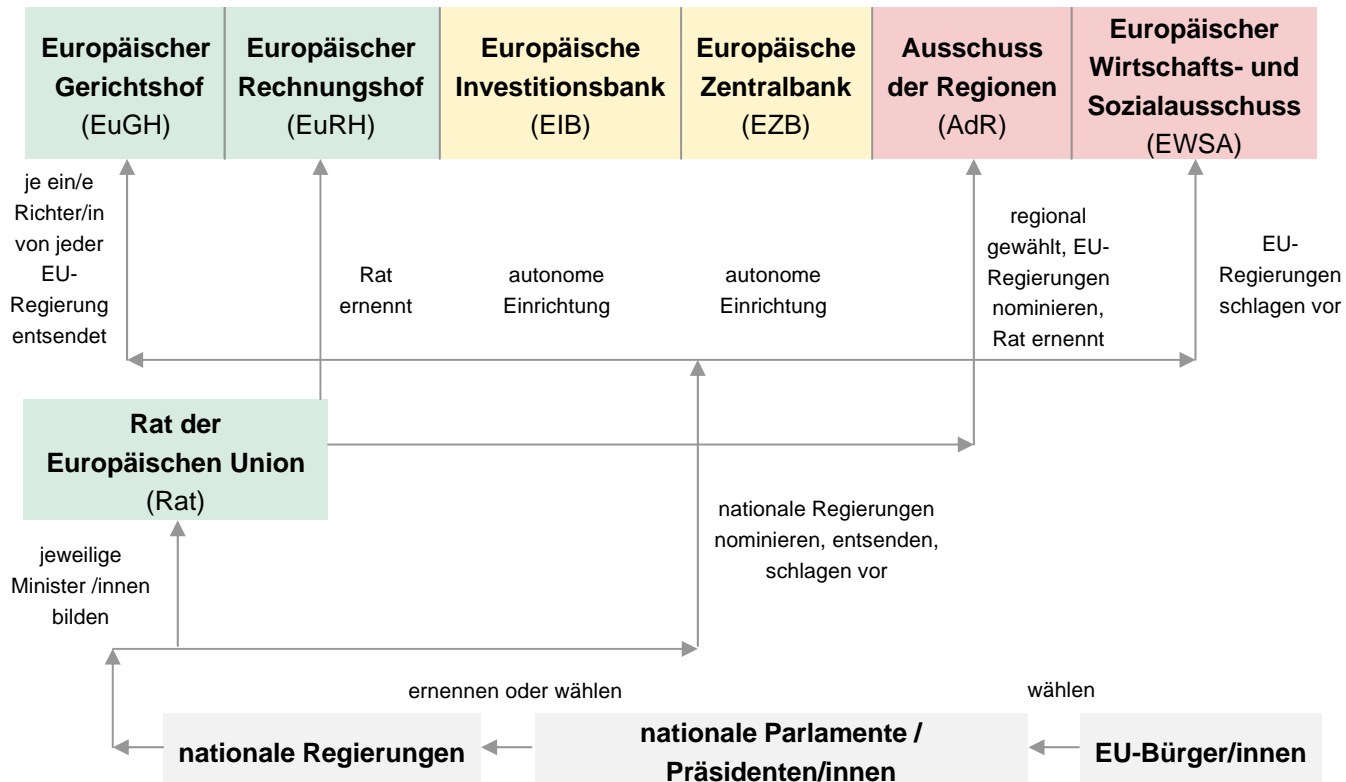 Europäischer
Gerichtshof
(EuGH)
Europäischer
Rechnungshof
(EuRH)
Europäische
Investitionsbank
(EIB)
Europäische
Zentralbank
(EZB)
Ausschuss
der Regionen
(AdR)
Europäischer
Wirtschafts- und
Sozialausschuss
(EWSA)
je ein/e
Richter/in
von jeder
EU-
Regierung
entsendet
Rat
ernennt
autonome
Einrichtung
autonome
Einrichtung
regional
gewählt, EU-
Regierungen
nominieren,
Rat ernennt
EU-
Regierungen
schlagen vor
Rat der
Europäischen Union
(Rat)
jeweilige
Minister /innen
bilden
nationale Regierungen
nominieren, entsenden,
schlagen vor
ernennen oder wählen
wählen
nationale Regierungen
nationale Parlamente /
Präsidenten/innen
EU-Bürger/innen